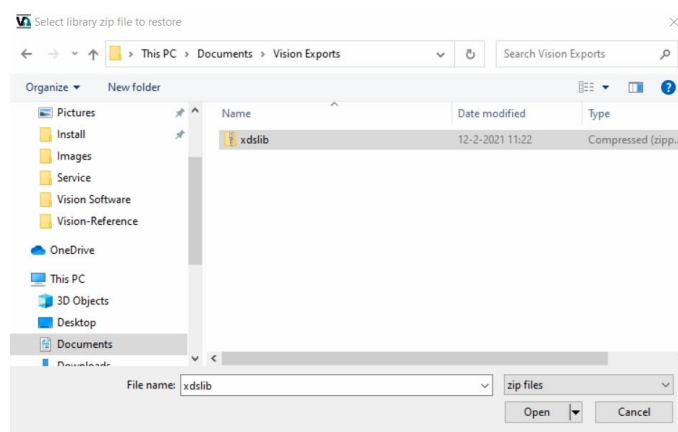 Select library zip file to restore
This PC > Documents > Vision Exports
Search Vision Exports
Organize
New folder
Name
Date modified
Type
xdslib
12-2-2021 11:22
Compressed (zipp..
Pictures
Install
Images
Service
Vision Software
Vision-Reference
OneDrive
This PC
3D Objects
Desktop
Documents
Downloads
File name:
xdslib
zip files
Open
Cancel